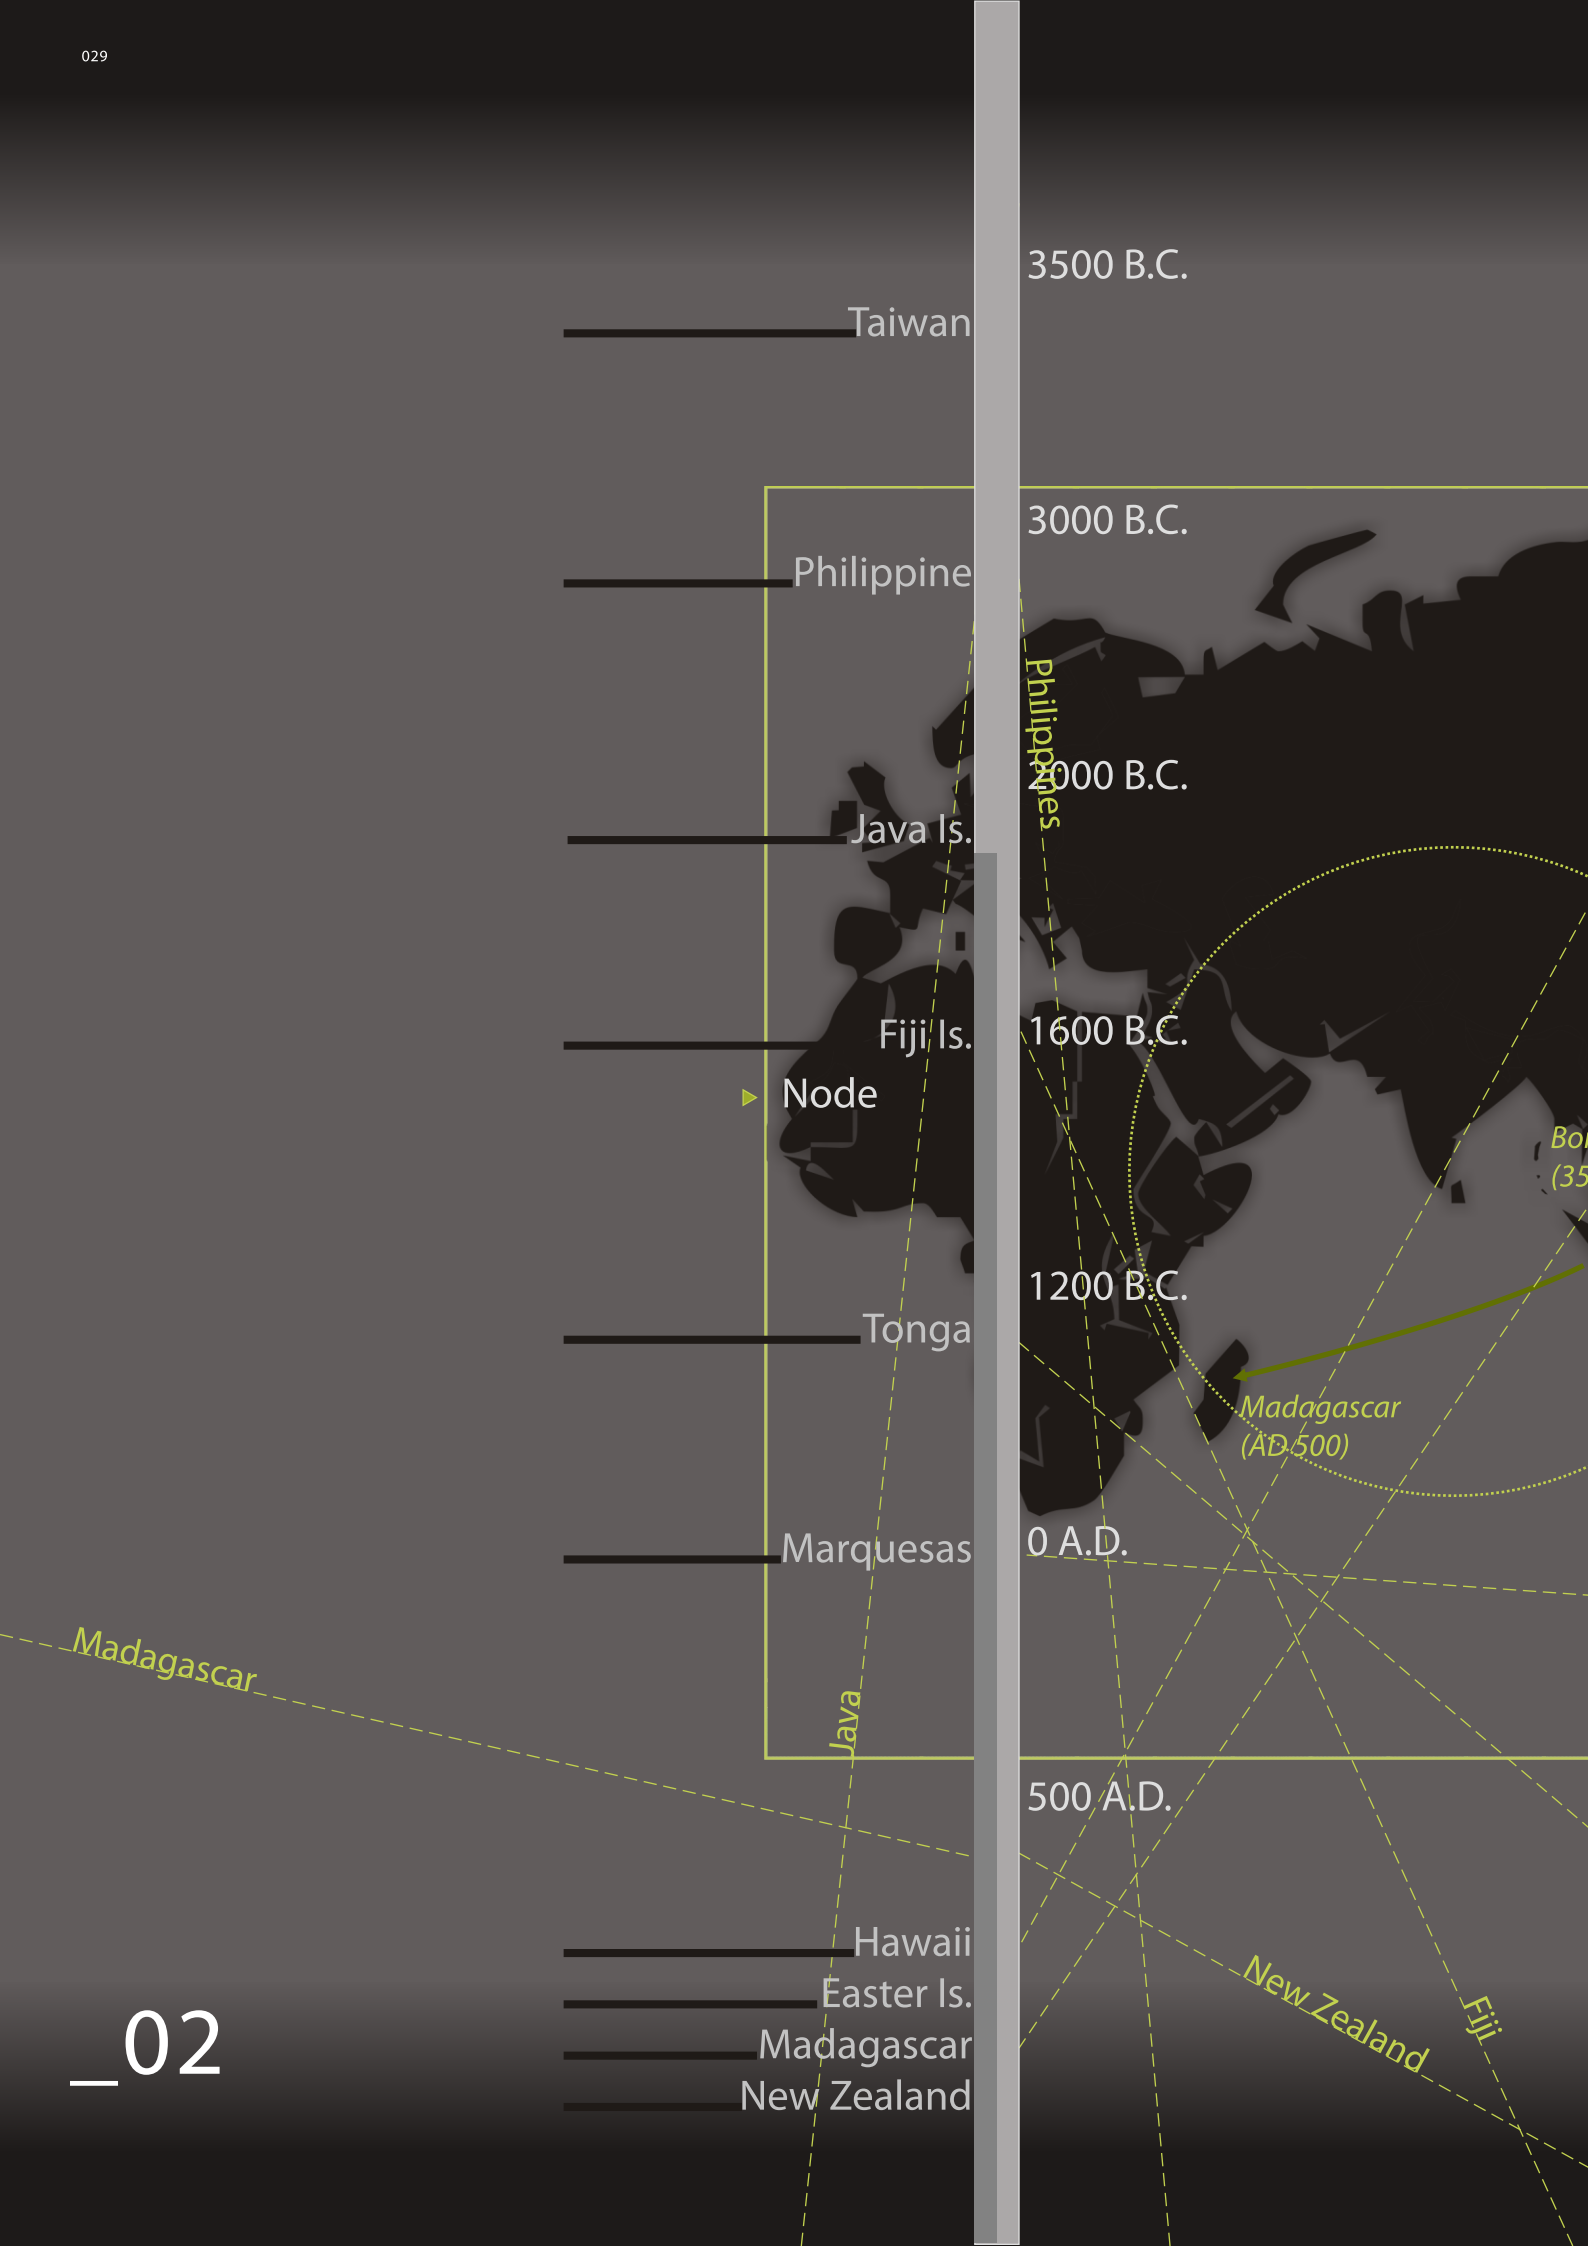 029
3500 B.C.
Taiwan
3000 B.C.
Philippine
Philippines
2000 B.C.
Java Is.
1600 B.C.
Fiji Is.
Node
1200 B.C.
Tonga
Madagascar
(AD 500)
0 A.D.
Marquesas
Madagascar
Java
500 A.D.
Hawaii
New Zealand
Fiji
Easter Is.
_02
Madagascar
New Zealand